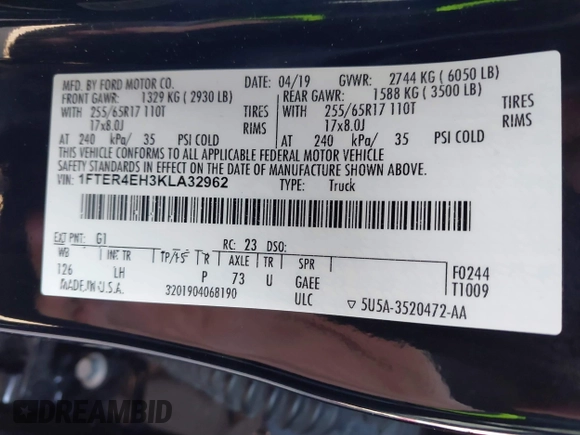 MFD. BY FORD MOTOR CO.
DATE: 04/19 GVWR: 2744 KG (6050 LB)
FRONT GAWR: 1329 KG (2930 LB) REAR GAWR: 1588 KG (3500 LB)
WITH 255/65R17 110T TIRES WITH 255/65R17 110T TIRES
17x8.0J RIMS 17x8.0J RIMS
AT 240 kPa/ 35 PSI COLD AT 240 kPa/ 35 PSI COLD
THIS VEHICLE CONFORMS TO ALL APPLICABLE FEDERAL MOTOR VEHICLE
SAFETY STANDARDS IN EFFECT ON THE DATE OF MANUFACTURE SHOWN ABOVE.
VIN: 1FTER4EH3KLA32962 TYPE: Truck
EXT PNT: G1 RC: 23 DSO:
WB INT TR TP/PS R AXLE TR SPR
126 LH P 73 U GAEE F0244
ULC T1009
MADE IN U.S.A. 3201904068190 ▽ 5U5A-3520472-AA
DREAMBID